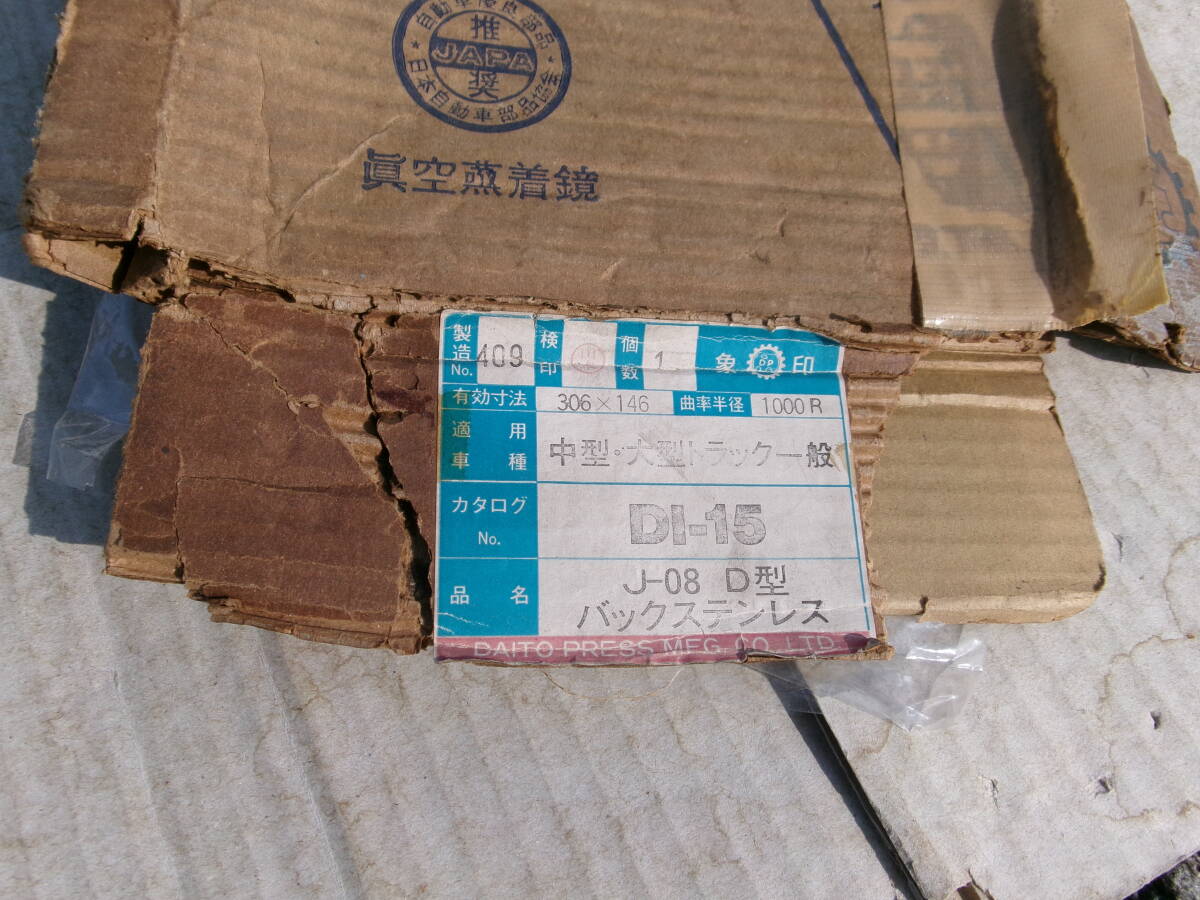 自動車優良部品
推
JAPA
奨
日本自動車部品協会
眞空蒸着鏡
製造No. 409 検印 個数 1 象 DP 印
有効寸法 306×146 曲率半径 1000R
適用車種 中型・大型トラック一般
カタログNo. DI-15
品名 J-08 D型
バックステンレス
DAITO PRESS MFG. CO., LTD